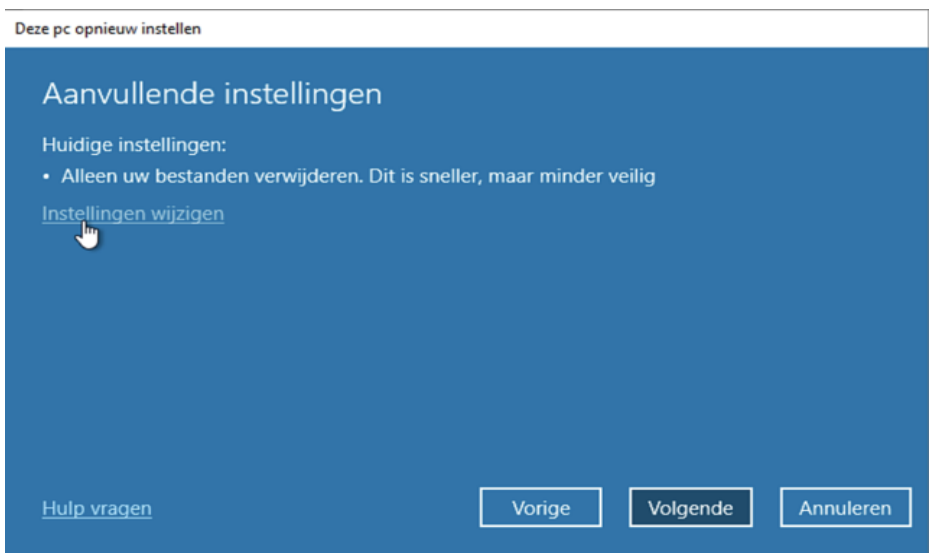 Deze pc opnieuw instellen
Aanvullende instellingen
Huidige instellingen:
• Alleen uw bestanden verwijderen. Dit is sneller, maar minder veilig
Instellingen wijzigen
Hulp vragen
Vorige
Volgende
Annuleren